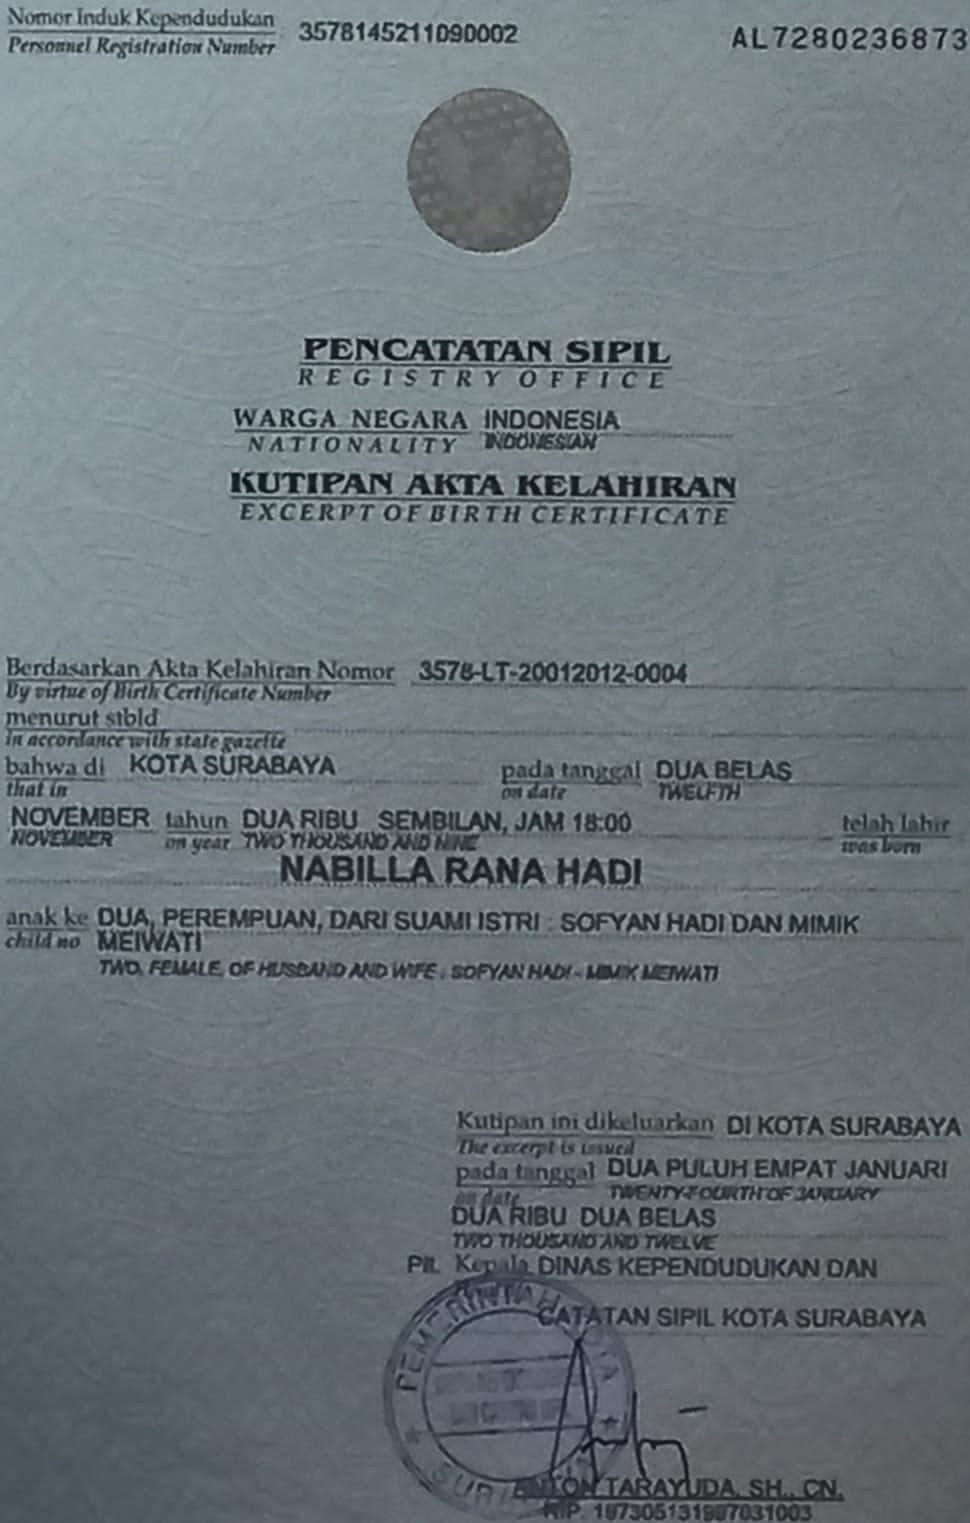 Nomor Induk Kependudukan 3578145211090002 AL7280236873
Personnel Registration Number
PENCATATAN SIPIL
REGISTRY OFFICE
WARGA NEGARA INDONESIA
NATIONALITY INDONESIAN
KUTIPAN AKTA KELAHIRAN
EXCERPT OF BIRTH CERTIFICATE
Berdasarkan Akta Kelahiran Nomor 3578-LT-20012012-0004
By virtue of Birth Certificate Number
menurut stbld
in accordance with state gazette
bahwa di KOTA SURABAYA pada tanggal DUA BELAS
that in on date TWELFTH
NOVEMBER tahun DUA RIBU SEMBILAN, JAM 18:00 telah lahir
NOVEMBER on year TWO THOUSAND AND NINE was born
NABILLA RANA HADI
anak ke DUA, PEREMPUAN, DARI SUAMI ISTRI : SOFYAN HADI DAN MIMIK
child no MEIWATI
TWO, FEMALE, OF HUSBAND AND WIFE : SOFYAN HADI - MIMIK MEIWATI
Kutipan ini dikeluarkan DI KOTA SURABAYA
The excerpt is issued
pada tanggal DUA PULUH EMPAT JANUARI
on date TWENTY-FOURTH OF JANUARY
DUA RIBU DUA BELAS
TWO THOUSAND AND TWELVE
Plt. Kepala DINAS KEPENDUDUKAN DAN
CATATAN SIPIL KOTA SURABAYA
PEMERINTAH KOTA
TARAYUDA, SH., CN.
NIP.